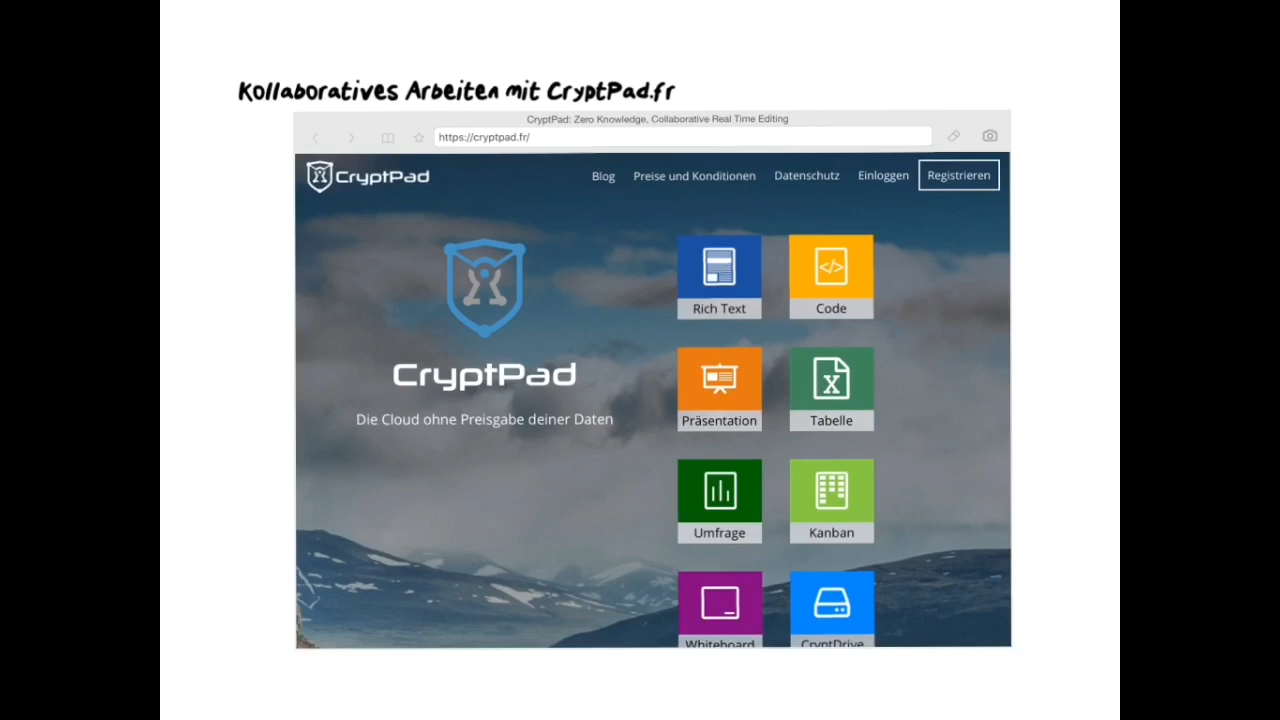 Kollaboratives Arbeiten mit CryptPad.fr
CryptPad: Zero Knowledge, Collaborative Real Time Editing
https://cryptpad.fr/
CryptPad
Blog Preise und Konditionen Datenschutz Einloggen Registrieren
Rich Text Code
CryptPad
Die Cloud ohne Preisgabe deiner Daten
Präsentation Tabelle
Umfrage Kanban
Whiteboard CryptDrive